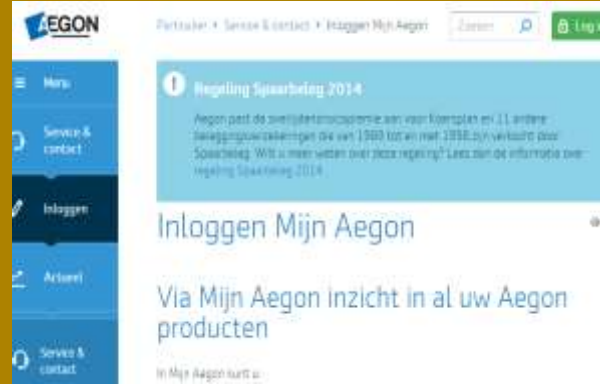 AEGON
Particulier › Service & contact › Inloggen Mijn Aegon
Zoeken
Log in
Menu
Service &
contact
Inloggen
Actueel
Service &
contact
Regeling Spaarbeleg 2014
Aegon past de overlijdensrisicopremie aan voor Koersplan en 11 andere
beleggingsverzekeringen die van 1989 tot en met 1998 zijn verkocht door
Spaarbeleg. Wilt u meer weten over deze regeling? Lees dan de informatie over
regeling Spaarbeleg 2014
Inloggen Mijn Aegon
Via Mijn Aegon inzicht in al uw Aegon
producten
In Mijn Aegon kunt u